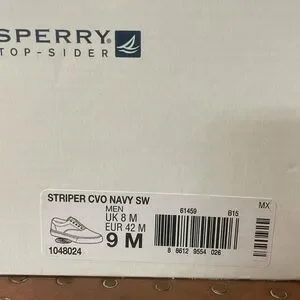 SPERRY®
TOP-SIDER
STRIPER CVO NAVY SW
MEN
UK 8 M
EUR 42 M
9 M
1048024
61459 B15
8 8612 9554 026
MX